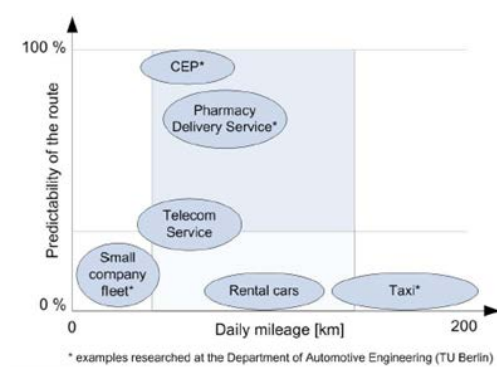 100 %
Predictability of the route
CEP*
Pharmacy
Delivery Service*
Telecom
Service
Small
company
fleet*
Rental cars
Taxi*
0 %
0
Daily mileage [km]
200
* examples researched at the Department of Automotive Engineering (TU Berlin)